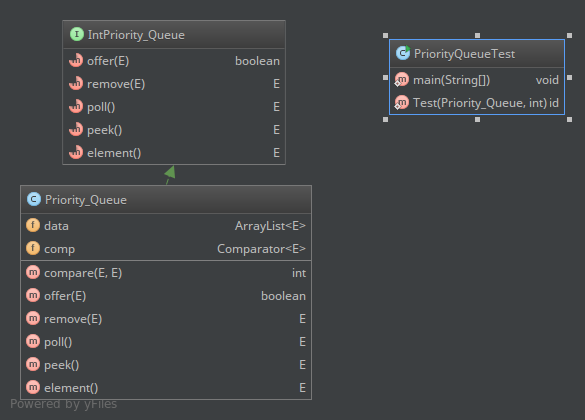 IntPriority_Queue
offer(E) boolean
remove(E) E
poll() E
peek() E
element() E
PriorityQueueTest
main(String[]) void
Test(Priority_Queue, int) id
Priority_Queue
data ArrayList<E>
comp Comparator<E>
compare(E, E) int
offer(E) boolean
remove(E) E
poll() E
peek() E
element() E
Powered by yFiles